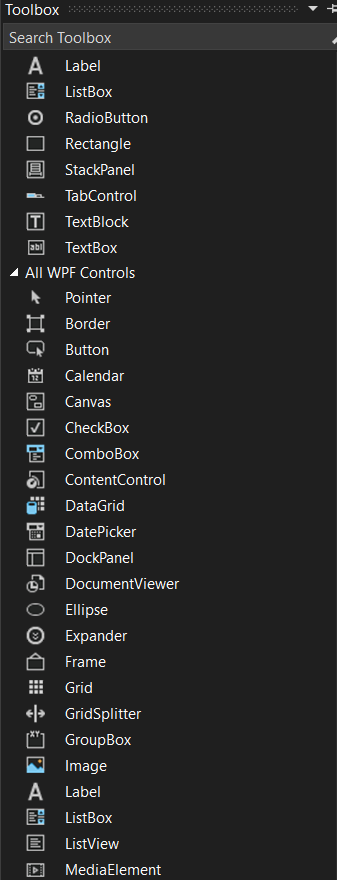 Toolbox
Search Toolbox
Label
ListBox
RadioButton
Rectangle
StackPanel
TabControl
TextBlock
TextBox
All WPF Controls
Pointer
Border
Button
Calendar
Canvas
CheckBox
ComboBox
ContentControl
DataGrid
DatePicker
DockPanel
DocumentViewer
Ellipse
Expander
Frame
Grid
GridSplitter
GroupBox
Image
Label
ListBox
ListView
MediaElement